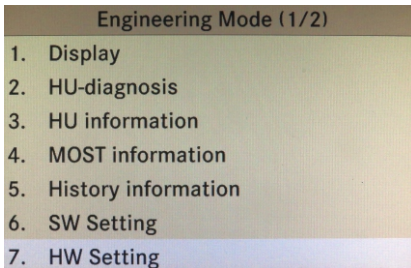 Engineering Mode (1/2)
1. Display
2. HU-diagnosis
3. HU information
4. MOST information
5. History information
6. SW Setting
7. HW Setting